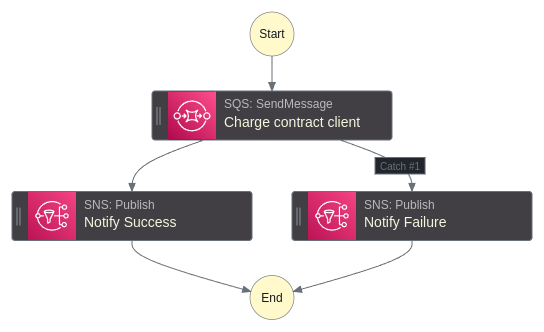 Start
SQS: SendMessage
Charge contract client
Catch #1
SNS: Publish
Notify Success
SNS: Publish
Notify Failure
End